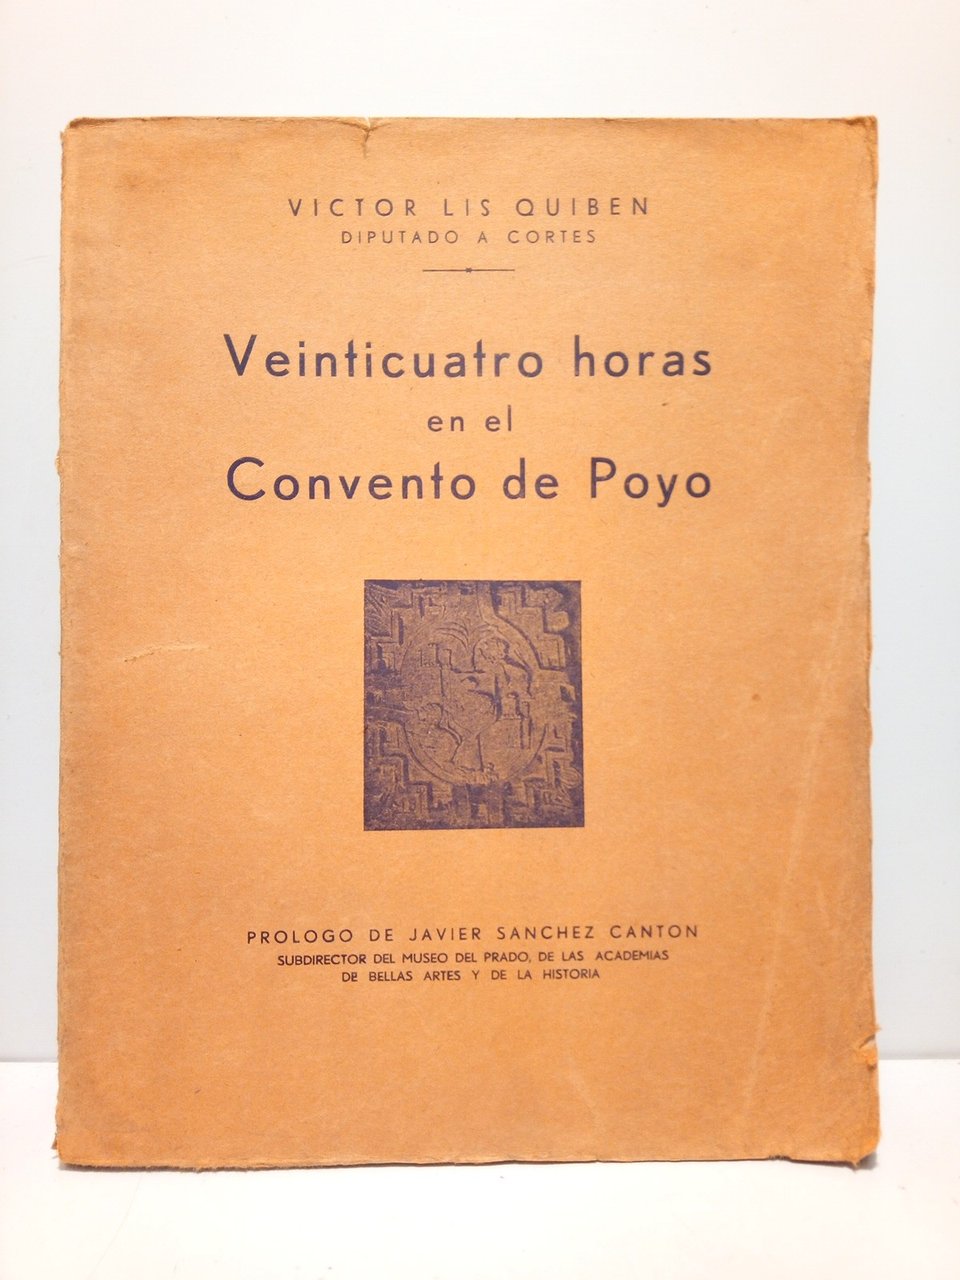 VICTOR LIS QUIBEN
DIPUTADO A CORTES
Veinticuatro horas
en el
Convento de Poyo
PROLOGO DE JAVIER SANCHEZ CANTON
SUBDIRECTOR DEL MUSEO DEL PRADO, DE LAS ACADEMIAS
DE BELLAS ARTES Y DE LA HISTORIA